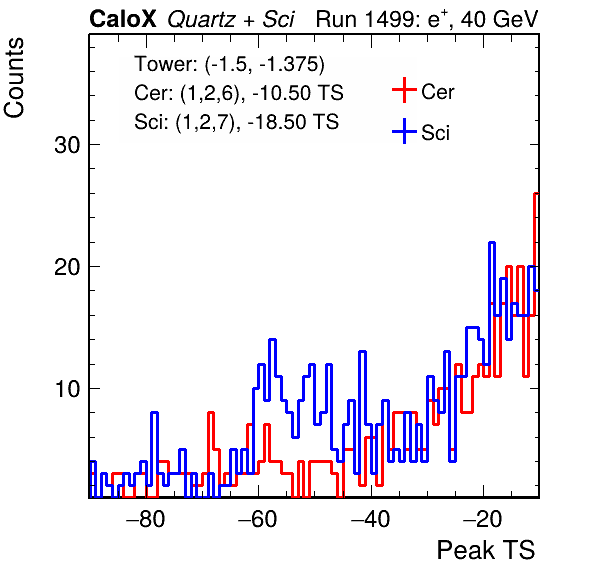 CaloX Quartz + Sci Run 1499: e+, 40 GeV
Counts
Tower: (-1.5, -1.375)
Cer: (1,2,6), -10.50 TS
Sci: (1,2,7), -18.50 TS
Cer
Sci
30
20
10
−80 −60 −40 −20
Peak TS